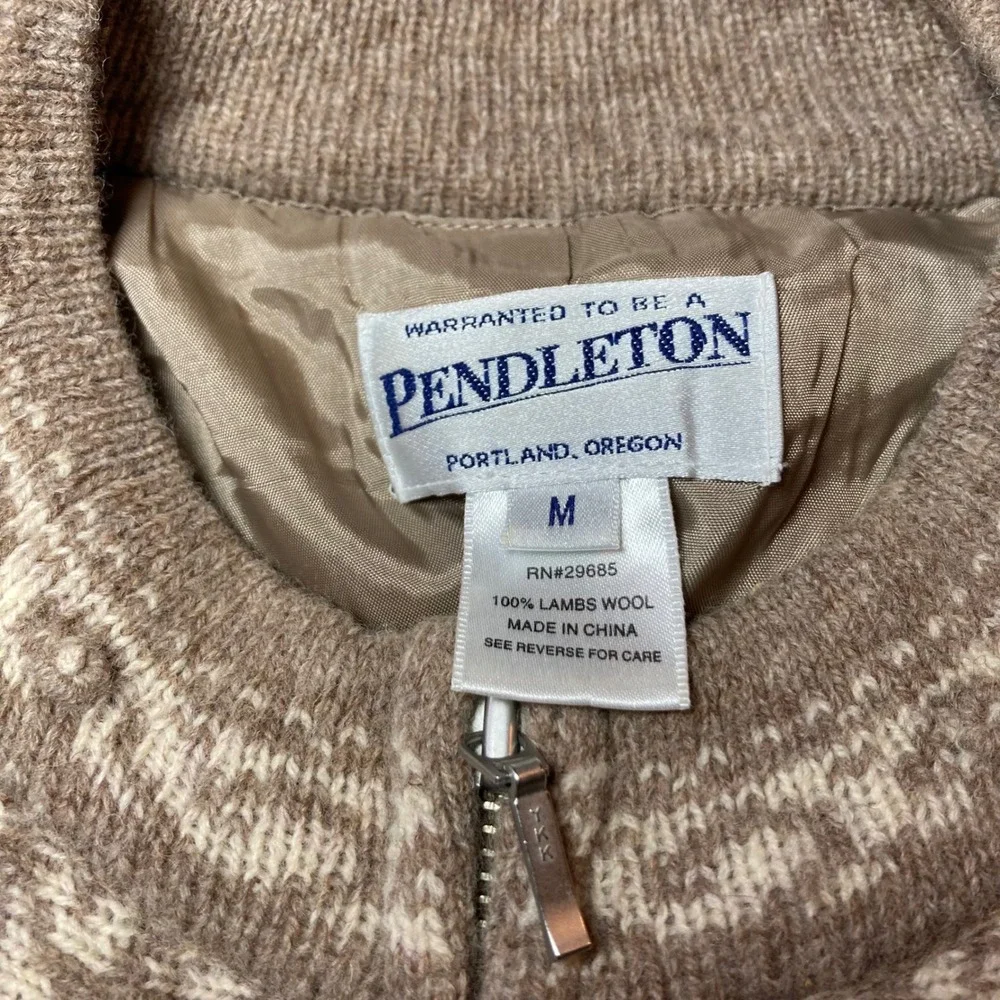 WARRANTED TO BE A
PENDLETON
PORTLAND, OREGON
M
RN#29685
100% LAMBS WOOL
MADE IN CHINA
SEE REVERSE FOR CARE
YKK